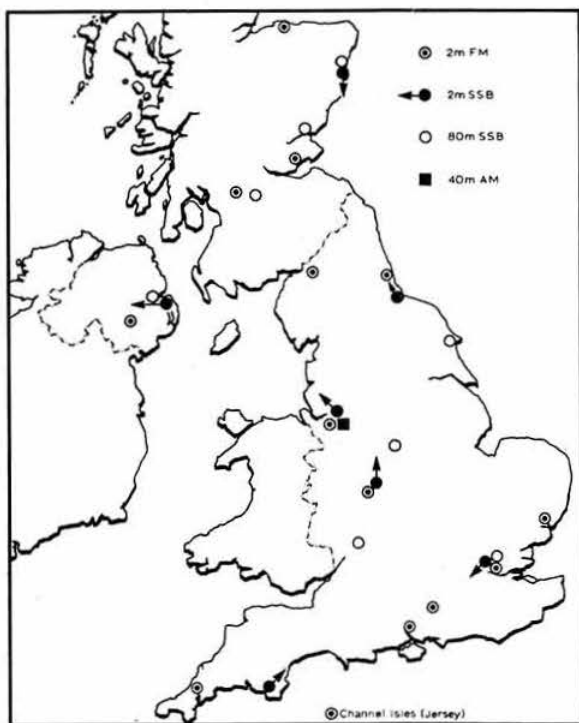 2m FM
2m SSB
80m SSB
40m AM
Channel Isles (Jersey)